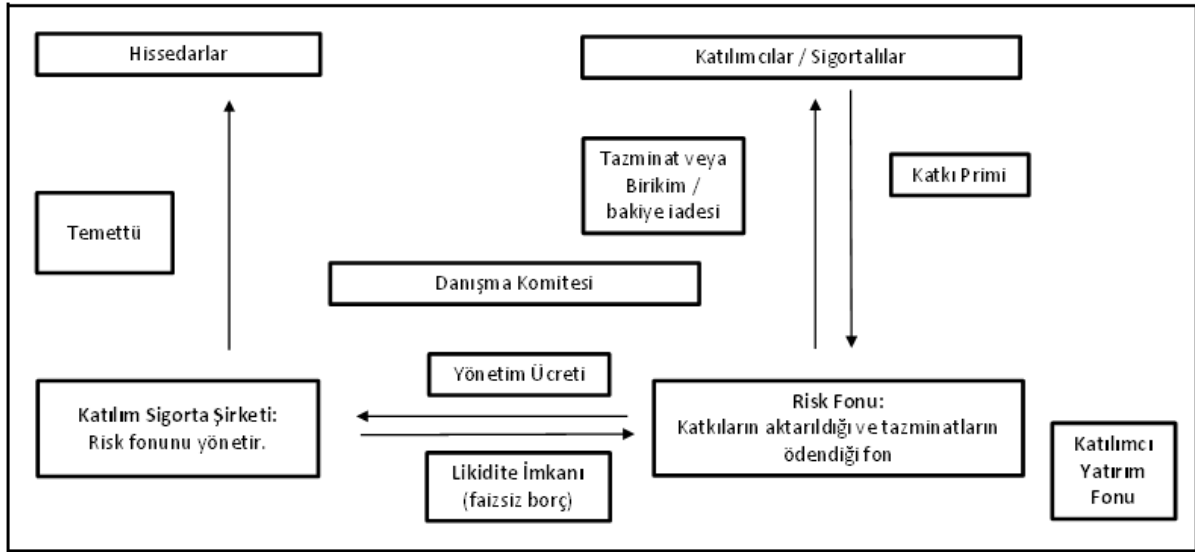 Hissedarlar
Katılımcılar / Sigortalılar
Tazminat veya
Birikim /
bakiye iadesi
Katkı Primi
Temettü
Danışma Komitesi
Yönetim Ücreti
Katılım Sigorta Şirketi:
Risk fonunu yönetir.
Risk Fonu:
Katkıların aktarıldığı ve tazminatların
ödendiği fon
Likidite İmkanı
(faizsiz borç)
Katılımcı
Yatırım
Fonu